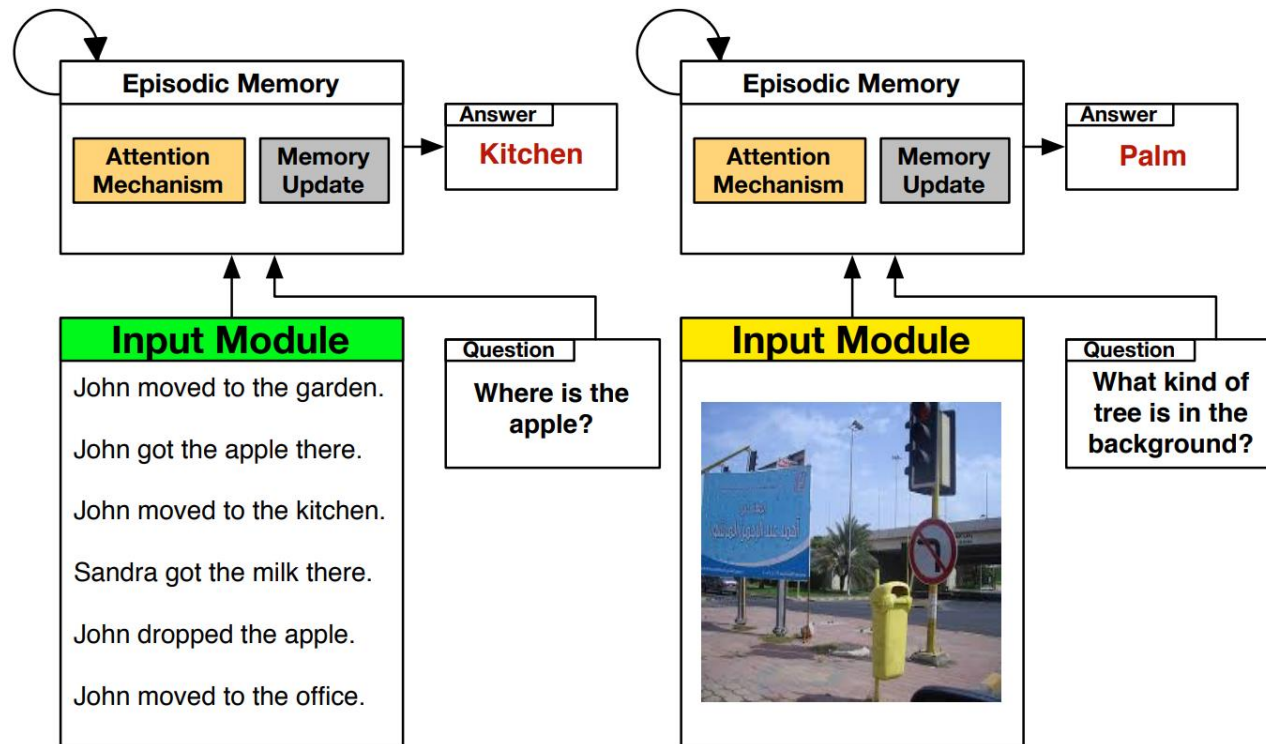 Episodic Memory
Attention
Mechanism
Memory
Update
Answer
Kitchen
Input Module
John moved to the garden.
John got the apple there.
John moved to the kitchen.
Sandra got the milk there.
John dropped the apple.
John moved to the office.
Question
Where is the
apple?
Episodic Memory
Attention
Mechanism
Memory
Update
Answer
Palm
Input Module
Question
What kind of
tree is in the
background?